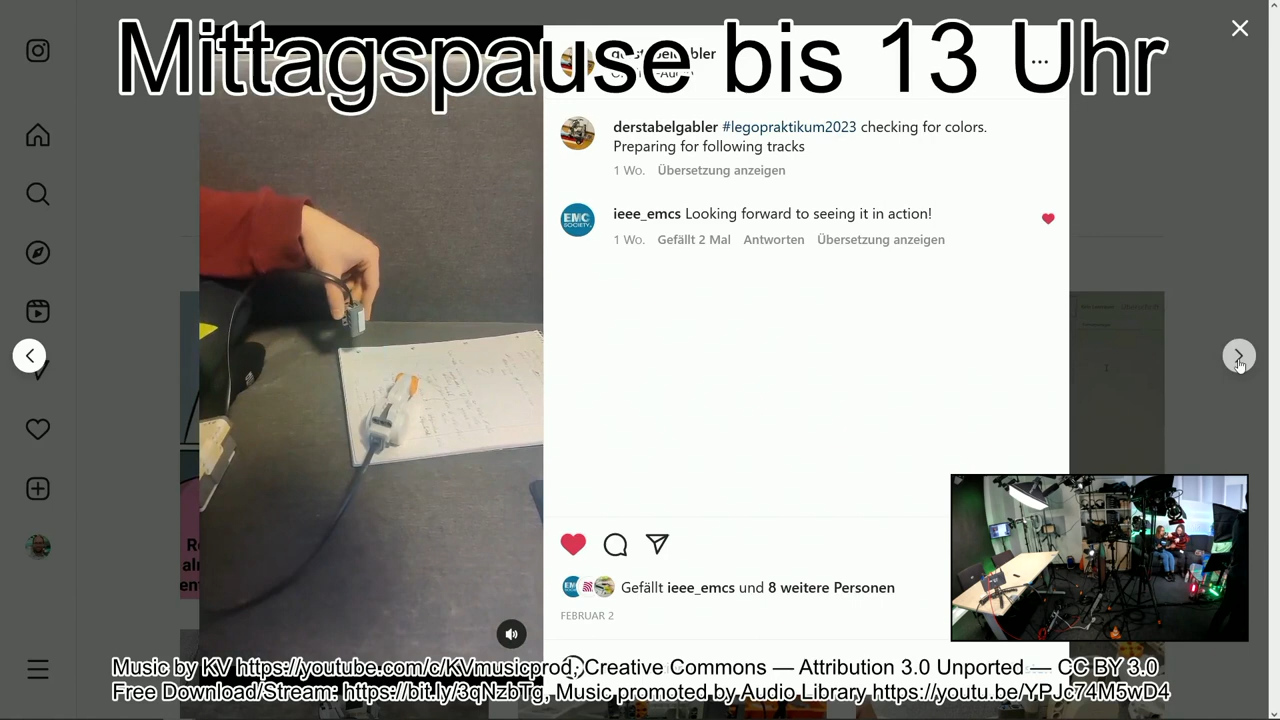 Mittagspause bis 13 Uhr
derstabelgabler
derstabelgabler #legopraktikum2023 checking for colors.
Preparing for following tracks
1 Wo. Übersetzung anzeigen
ieee_emcs Looking forward to seeing it in action!
EMC
SOCIETY
1 Wo. Gefällt 2 Mal Antworten Übersetzung anzeigen
Gefällt ieee_emcs und 8 weitere Personen
FEBRUAR 2
Music by KV https://youtube.com/c/KVmusicprod; Creative Commons — Attribution 3.0 Unported — CC BY 3.0
Free Download/Stream: https://bit.ly/3qNzbTg, Music promoted by Audio Library https://youtu.be/YPJc74M5wD4